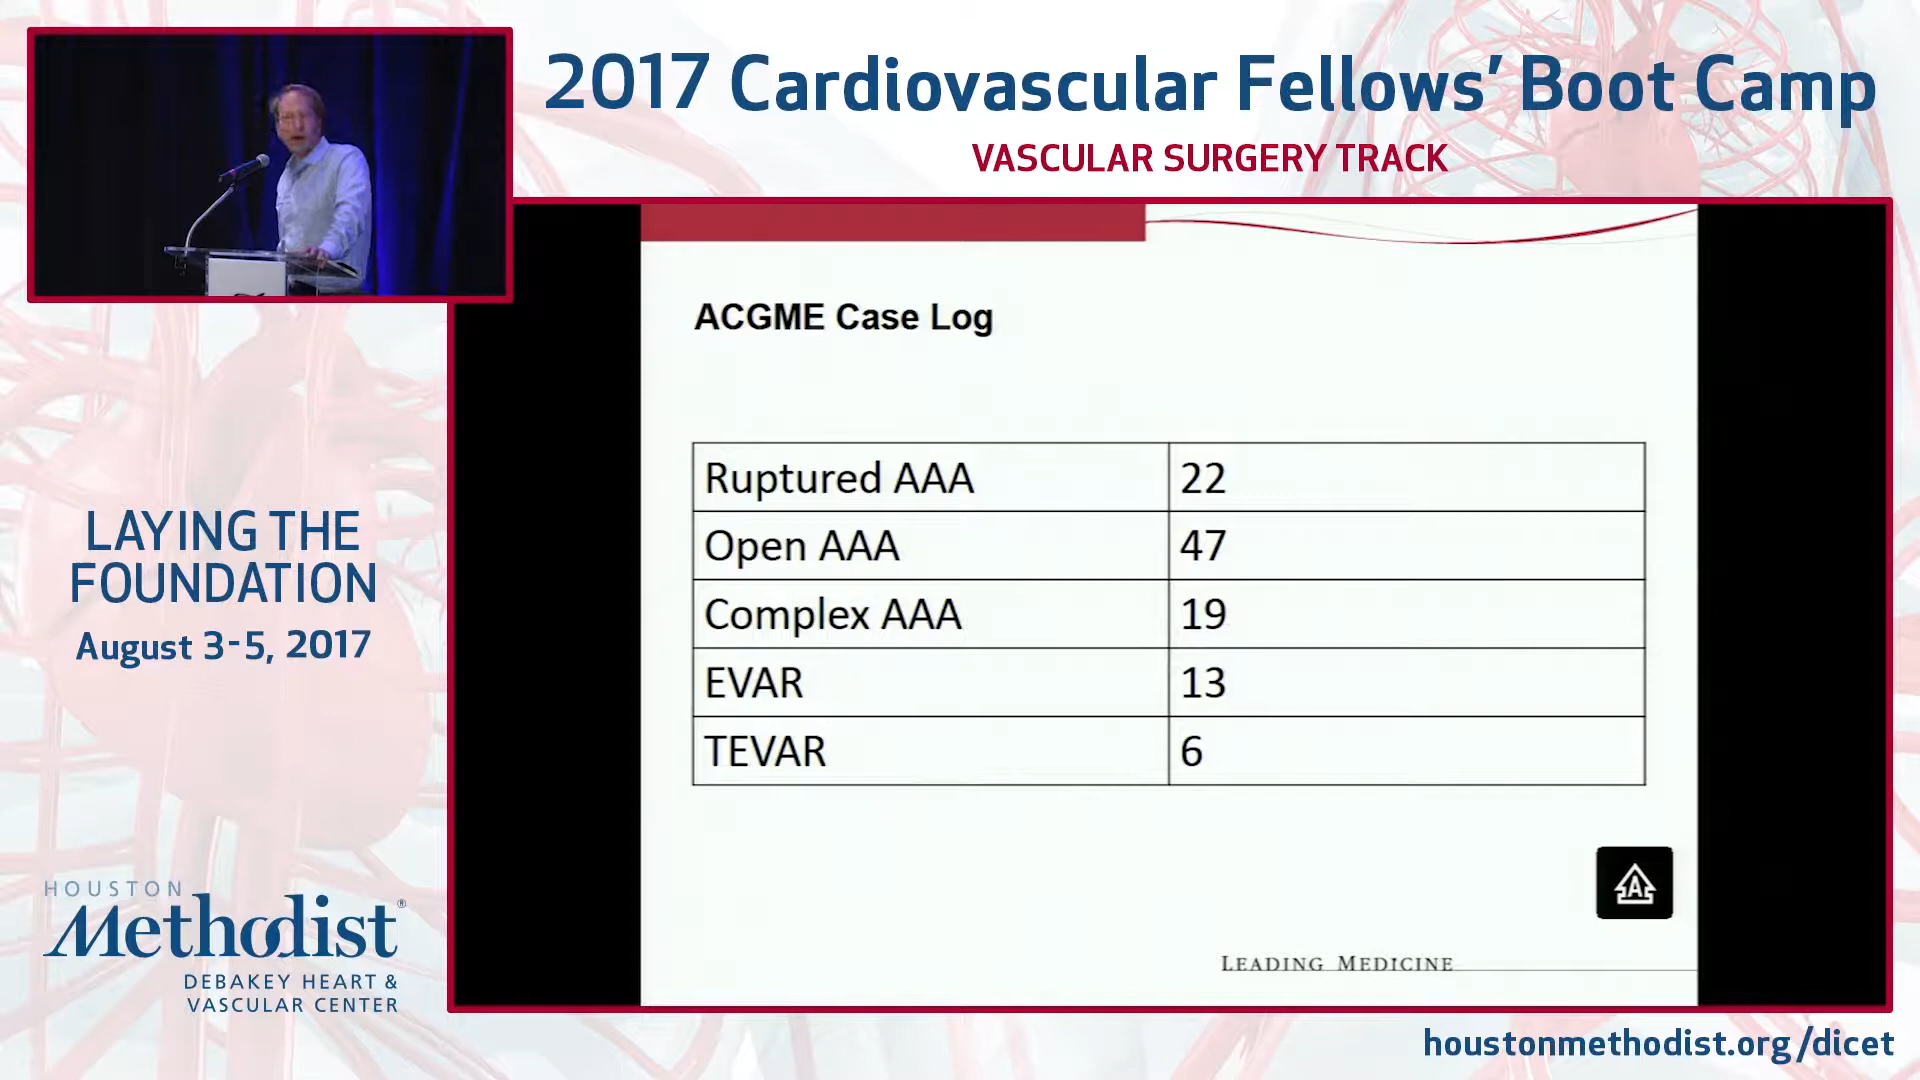 2017 Cardiovascular Fellows' Boot Camp
VASCULAR SURGERY TRACK
ACGME Case Log
Ruptured AAA 22
Open AAA 47
Complex AAA 19
EVAR 13
TEVAR 6
A
LEADING MEDICINE
LAYING THE
FOUNDATION
August 3-5, 2017
HOUSTON
Methodist®
DEBAKEY HEART &
VASCULAR CENTER
houstonmethodist.org/dicet